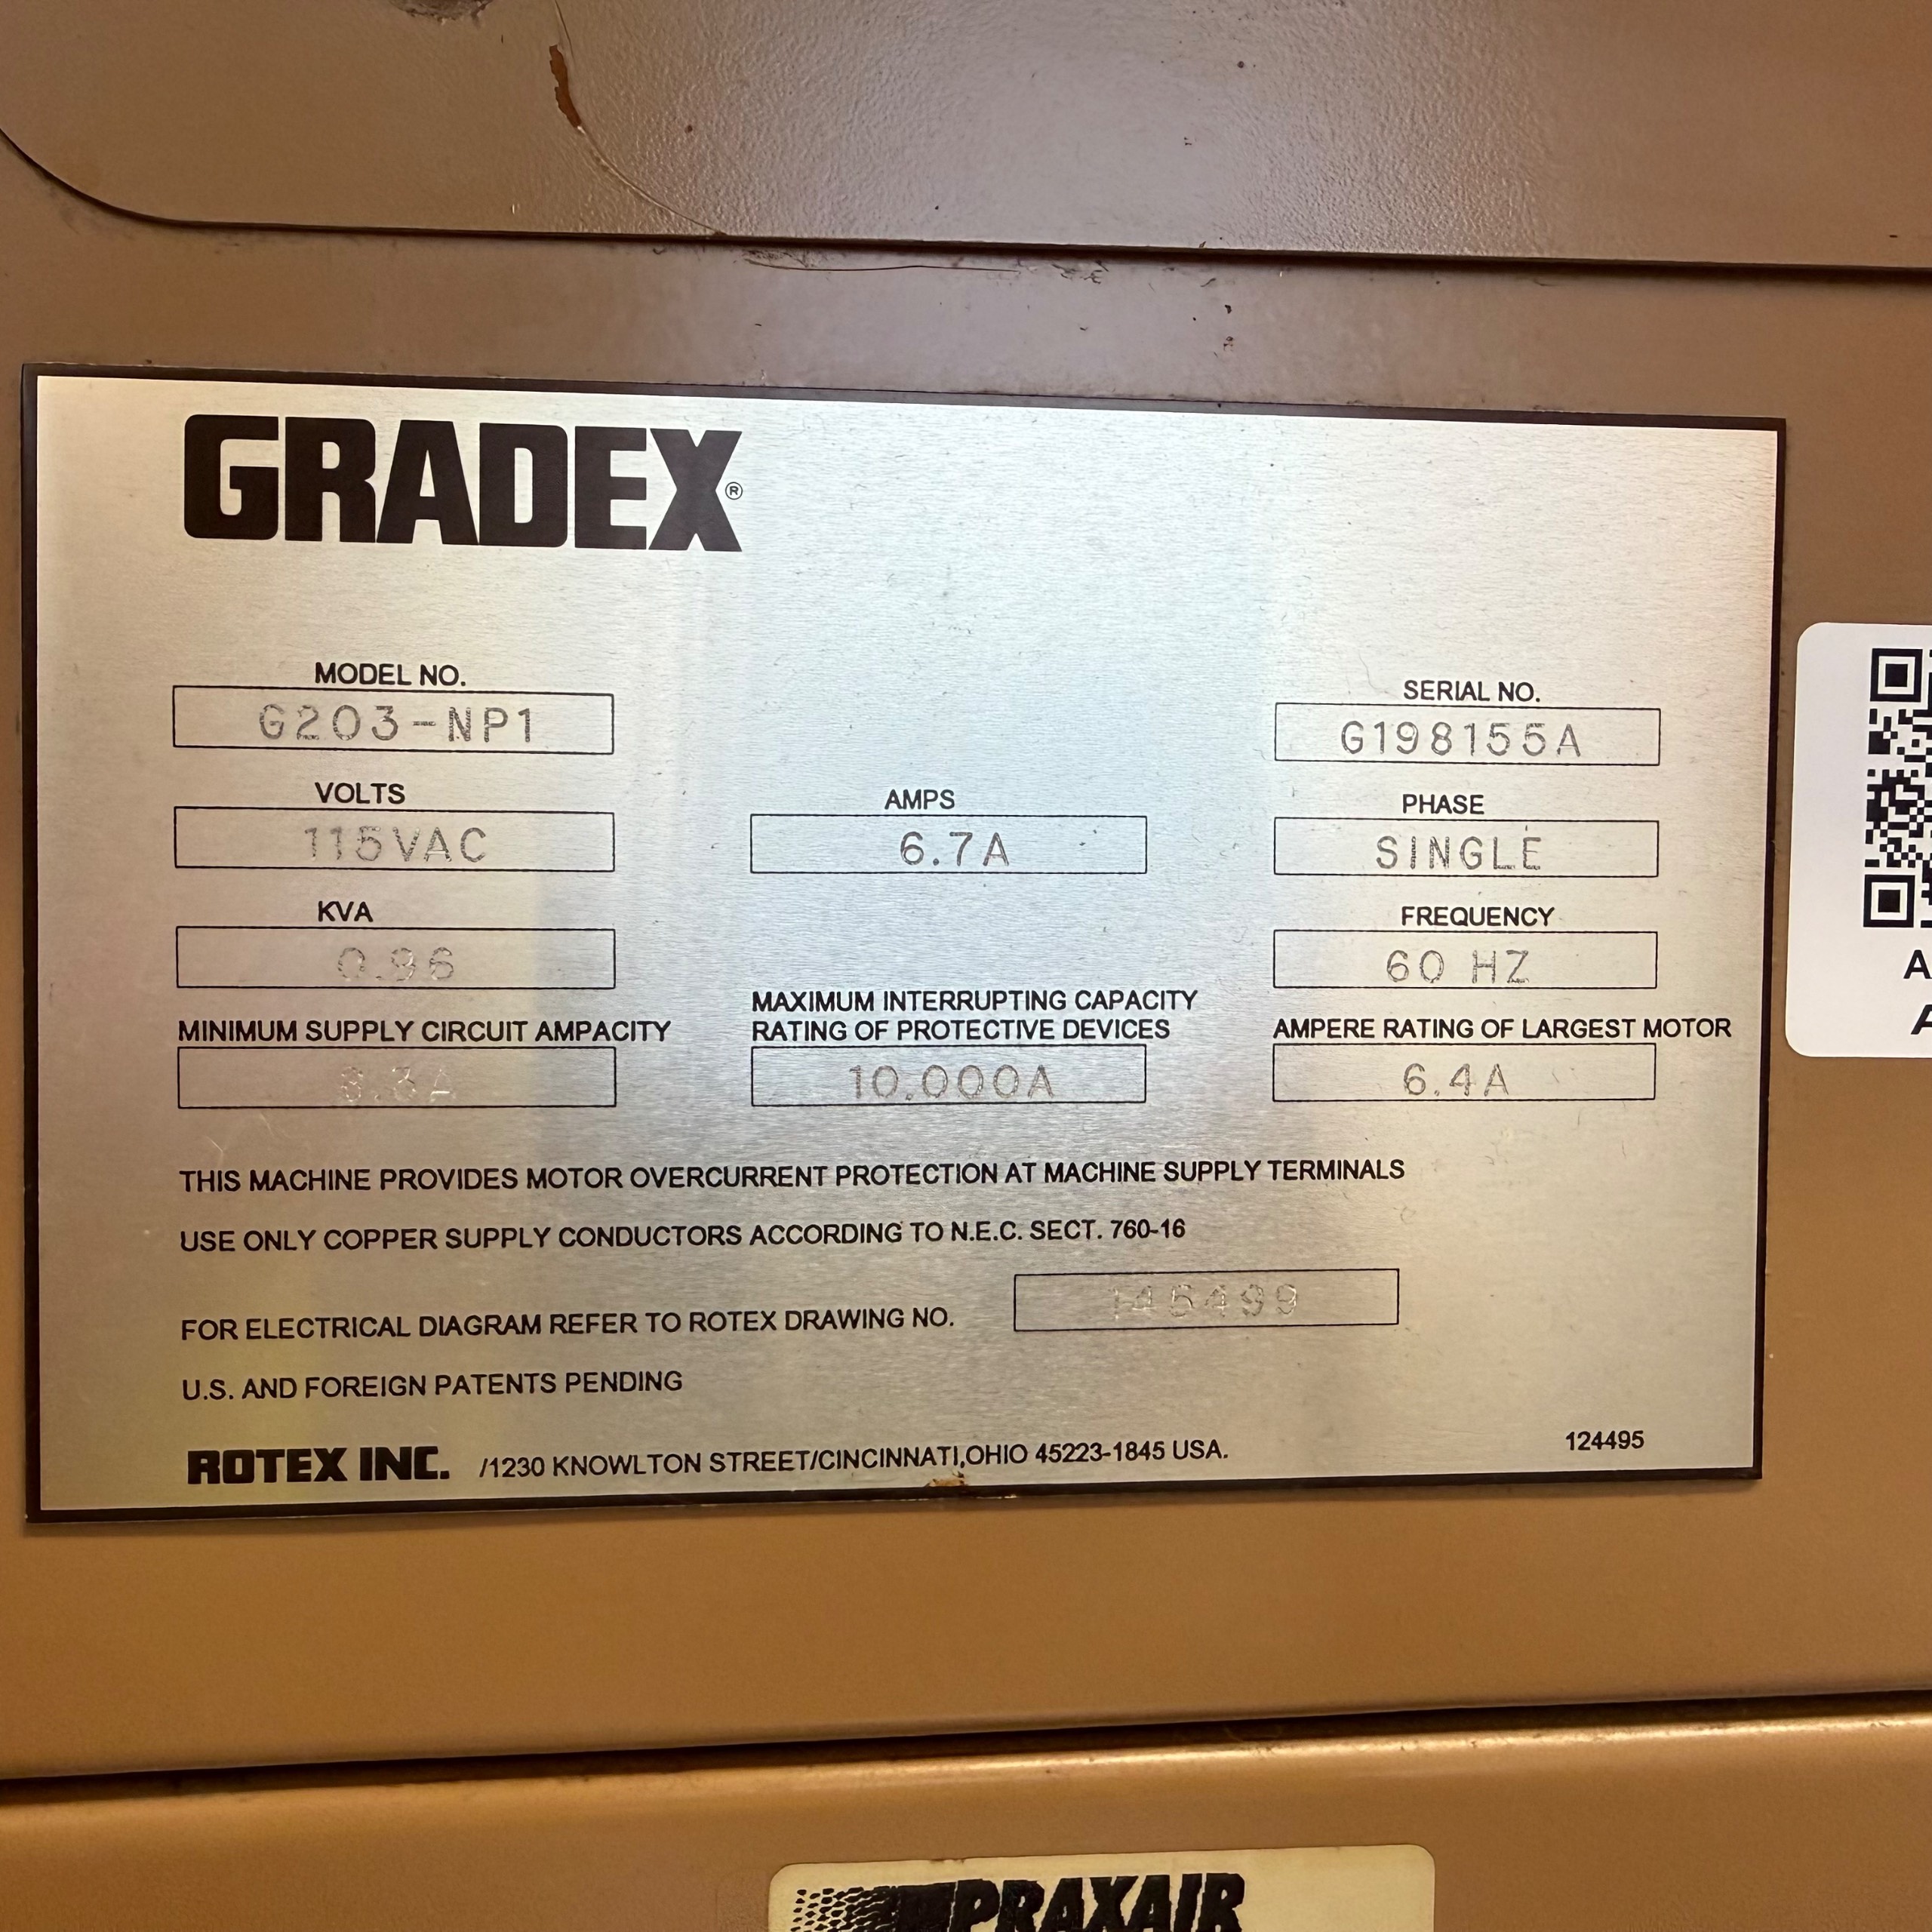 GRADEX®
MODEL NO.
G203-NP1
SERIAL NO.
G198155A
VOLTS
115VAC
AMPS
6.7A
PHASE
SINGLE
KVA
0.96
FREQUENCY
60 HZ
MINIMUM SUPPLY CIRCUIT AMPACITY
8.3A
MAXIMUM INTERRUPTING CAPACITY
RATING OF PROTECTIVE DEVICES
10.000A
AMPERE RATING OF LARGEST MOTOR
6.4A
THIS MACHINE PROVIDES MOTOR OVERCURRENT PROTECTION AT MACHINE SUPPLY TERMINALS
USE ONLY COPPER SUPPLY CONDUCTORS ACCORDING TO N.E.C. SECT. 760-16
FOR ELECTRICAL DIAGRAM REFER TO ROTEX DRAWING NO.
145499
U.S. AND FOREIGN PATENTS PENDING
ROTEX INC. /1230 KNOWLTON STREET/CINCINNATI,OHIO 45223-1845 USA.
124495
PRAXAIR